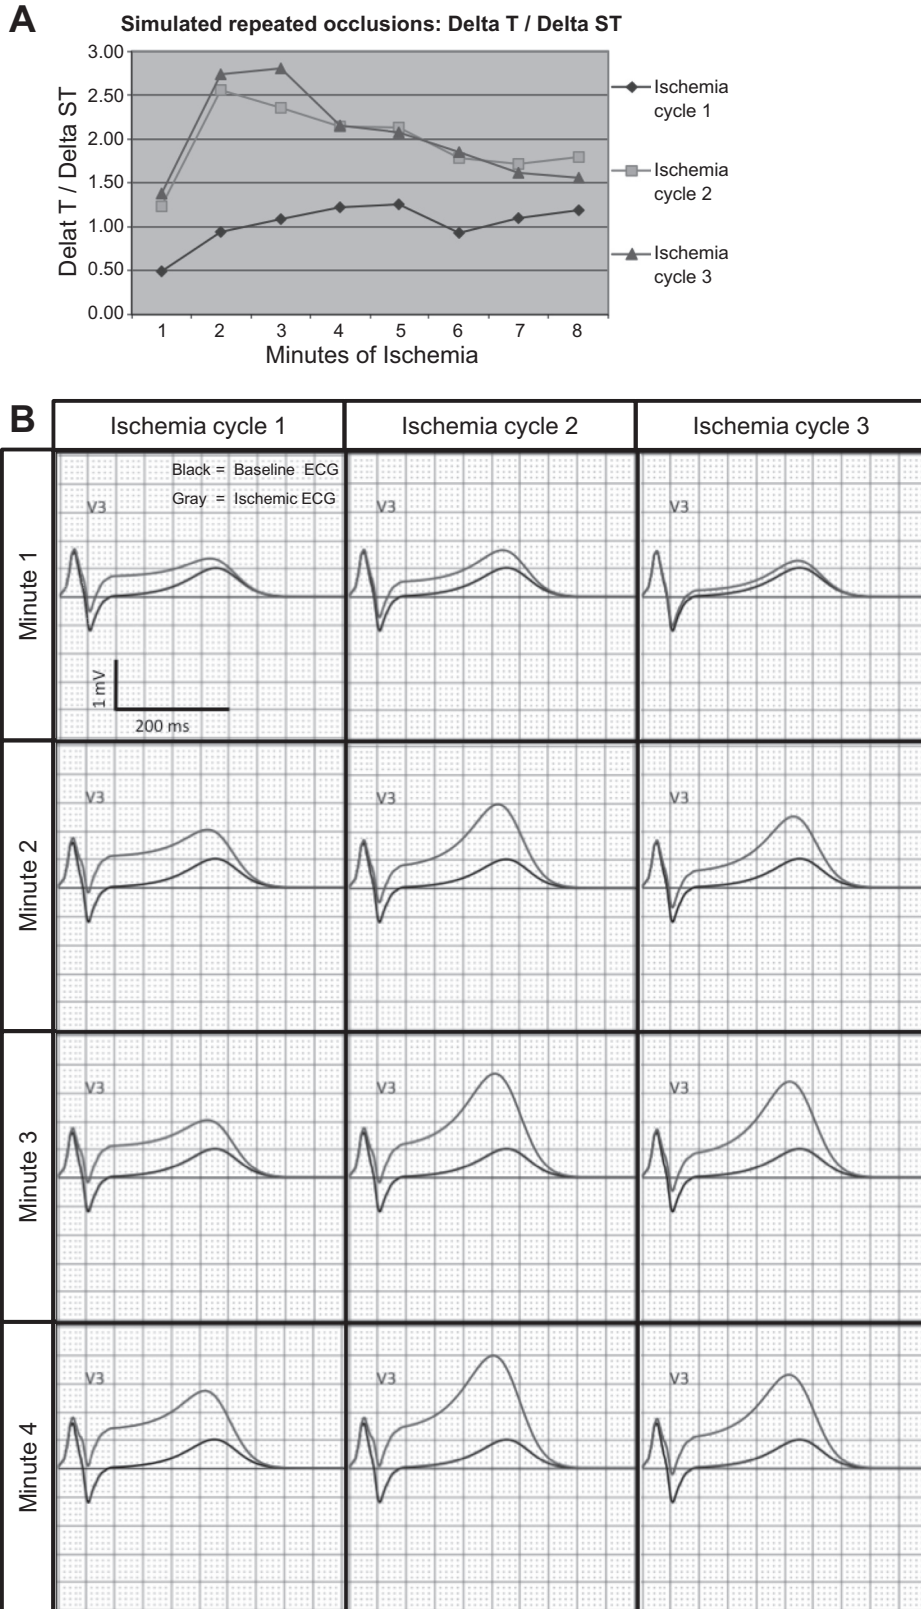 A
Simulated repeated occlusions: Delta T / Delta ST
Delat T / Delta ST
3.00
2.50
2.00
1.50
1.00
0.50
0.00
1 2 3 4 5 6 7 8
Minutes of Ischemia
Ischemia
cycle 1
Ischemia
cycle 2
Ischemia
cycle 3
B
Ischemia cycle 1
Ischemia cycle 2
Ischemia cycle 3
Minute 1
Black = Baseline ECG
Gray = Ischemic ECG
V3
1 mV
200 ms
V3
V3
Minute 2
V3
V3
V3
Minute 3
V3
V3
V3
Minute 4
V3
V3
V3